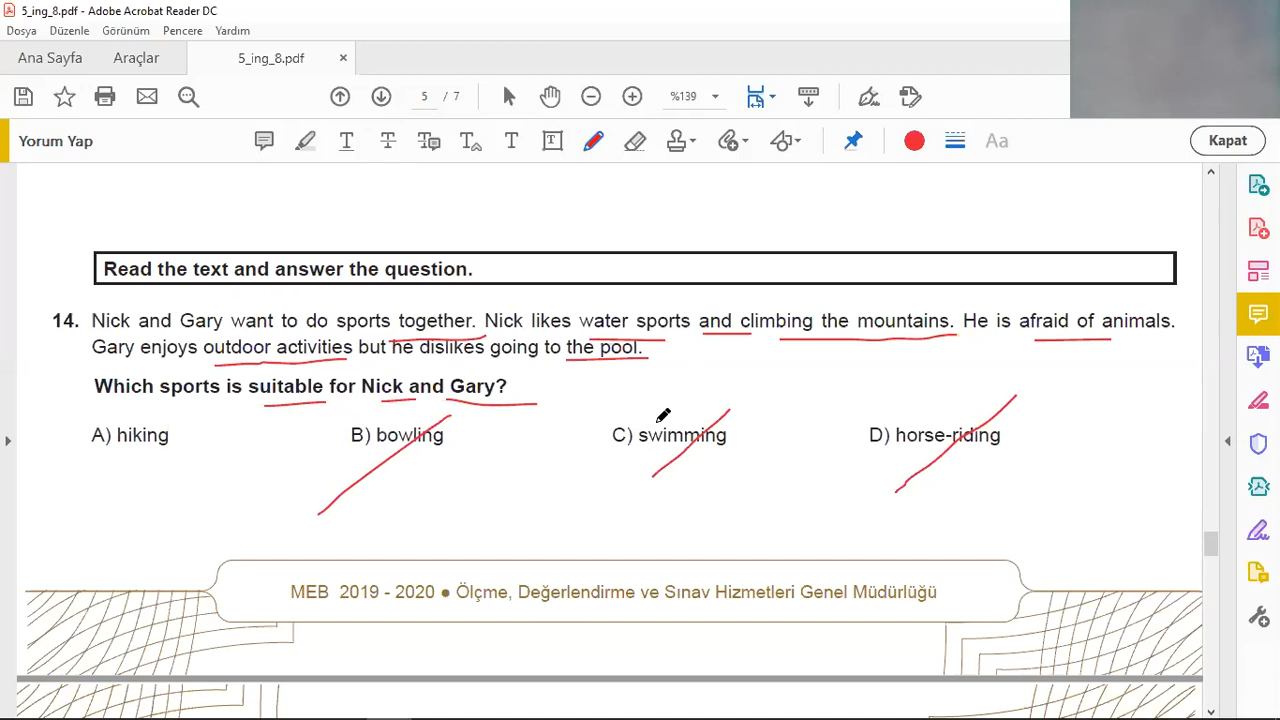 5_ing_8.pdf - Adobe Acrobat Reader DC
Dosya Düzenle Görünüm Pencere Yardım
Ana Sayfa Araçlar 5_ing_8.pdf ×
5 / 7 %139
Yorum Yap T T T T T T Aa Kapat
Read the text and answer the question.
14. Nick and Gary want to do sports together. Nick likes water sports and climbing the mountains. He is afraid of animals.
Gary enjoys outdoor activities but he dislikes going to the pool.
Which sports is suitable for Nick and Gary?
A) hiking B) bowling C) swimming D) horse-riding
MEB 2019 - 2020 ● Ölçme, Değerlendirme ve Sınav Hizmetleri Genel Müdürlüğü